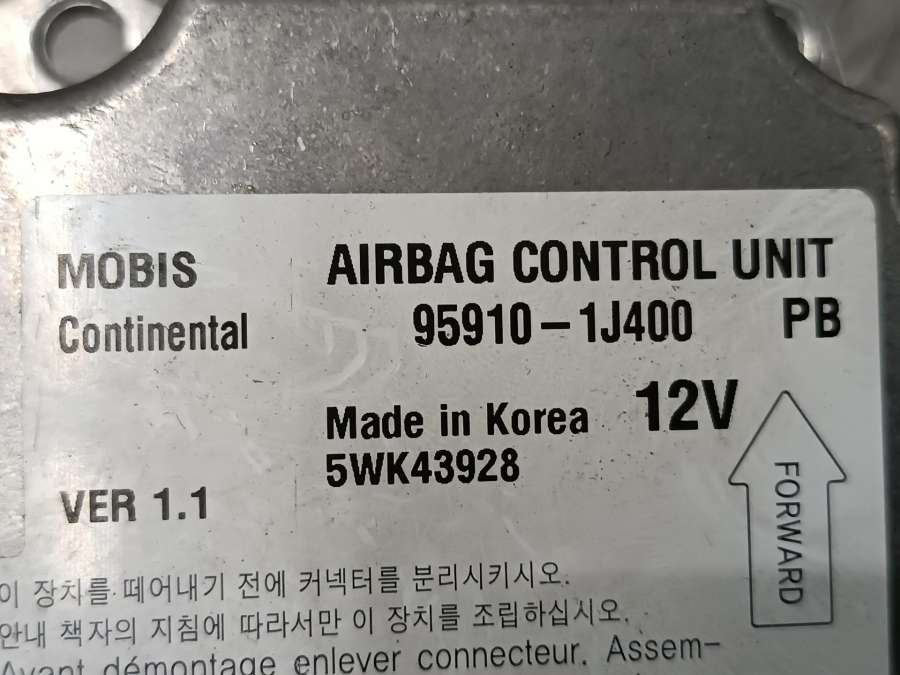 MOBIS AIRBAG CONTROL UNIT
Continental 95910-1J400 PB
Made in Korea 12V
5WK43928
VER 1.1
FORWARD
이 장치를 떼어내기 전에 커넥터를 분리시키시오.
안내 책자의 지침에 따라서만 이 장치를 조립하십시오.
Avant démontage enlever connecteur. Assem-